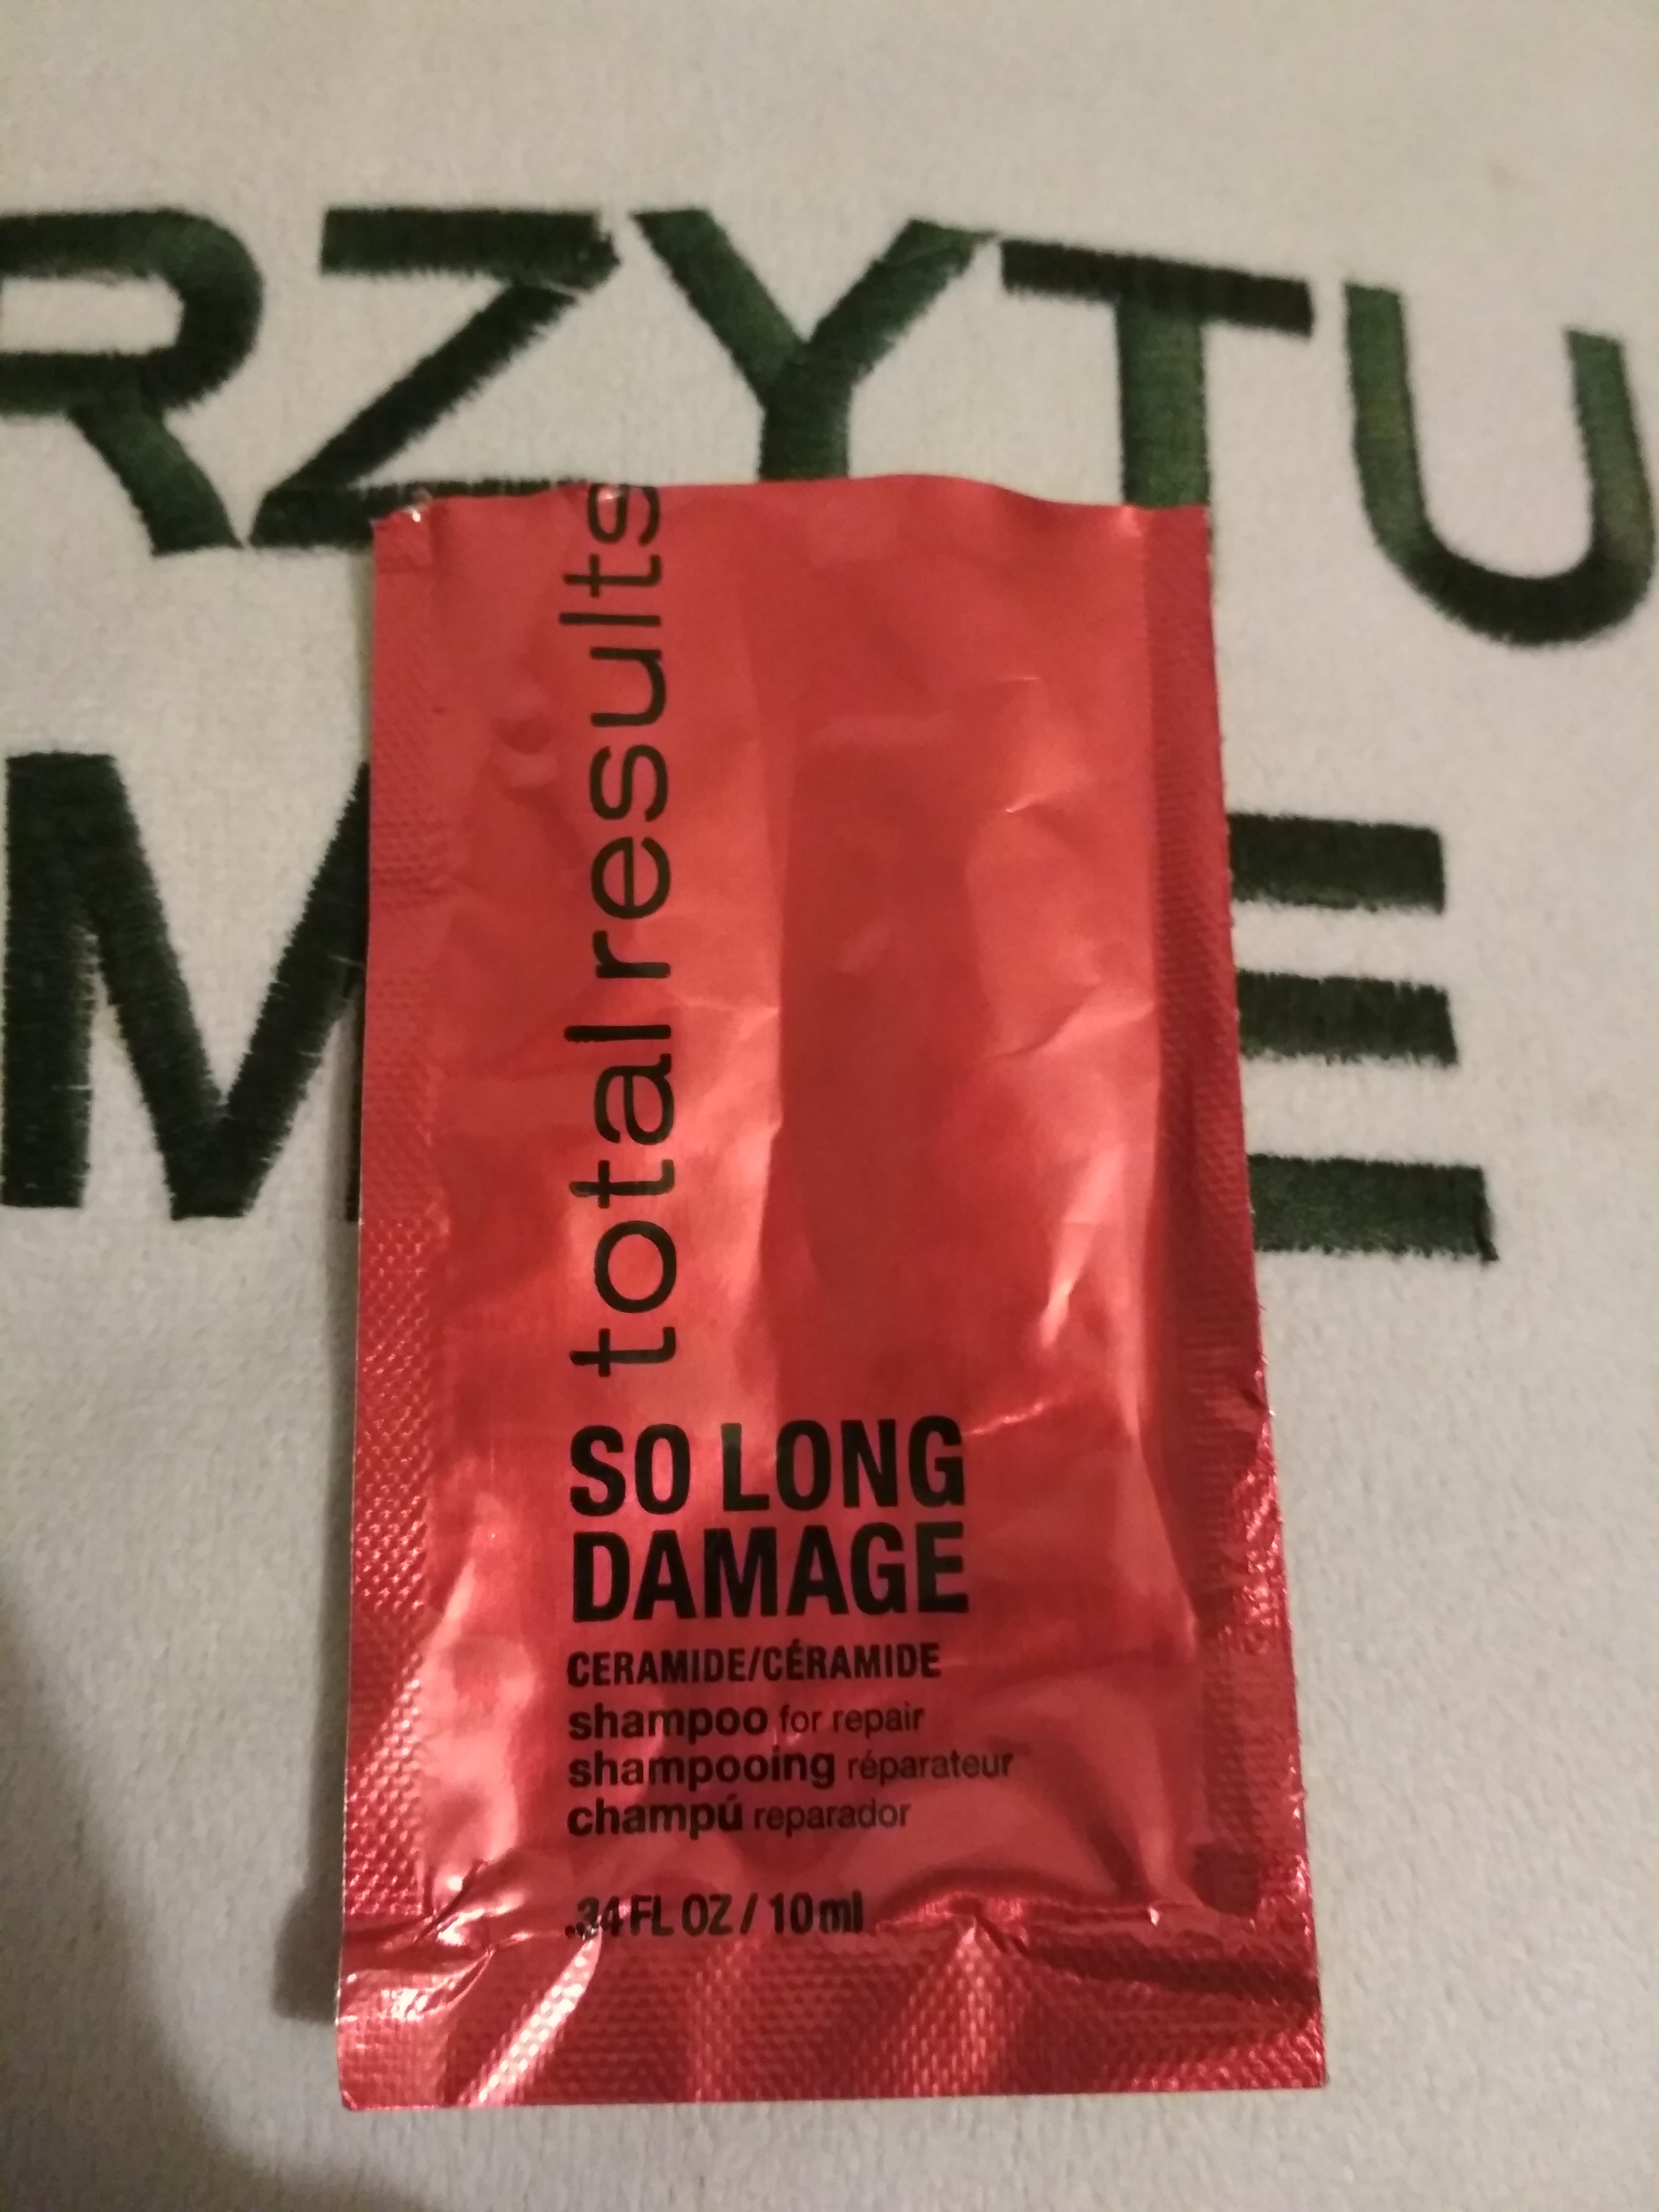 RZYTU
M E
total results
SO LONG
DAMAGE
CERAMIDE/CÉRAMIDE
shampoo for repair
shampooing réparateur
champú reparador
.34 FL OZ / 10 ml